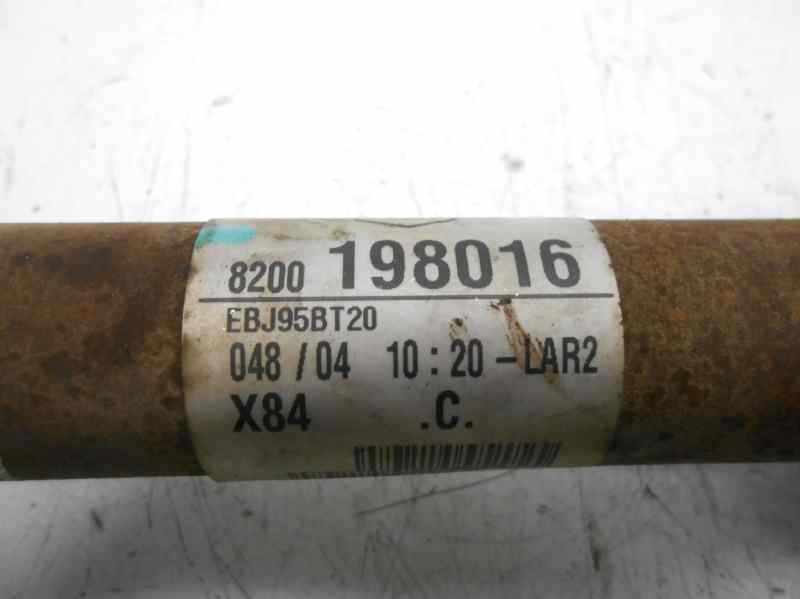 8200 198016
EBJ95BT20
048 / 04 10 : 20 - LAR2
X84 .C.